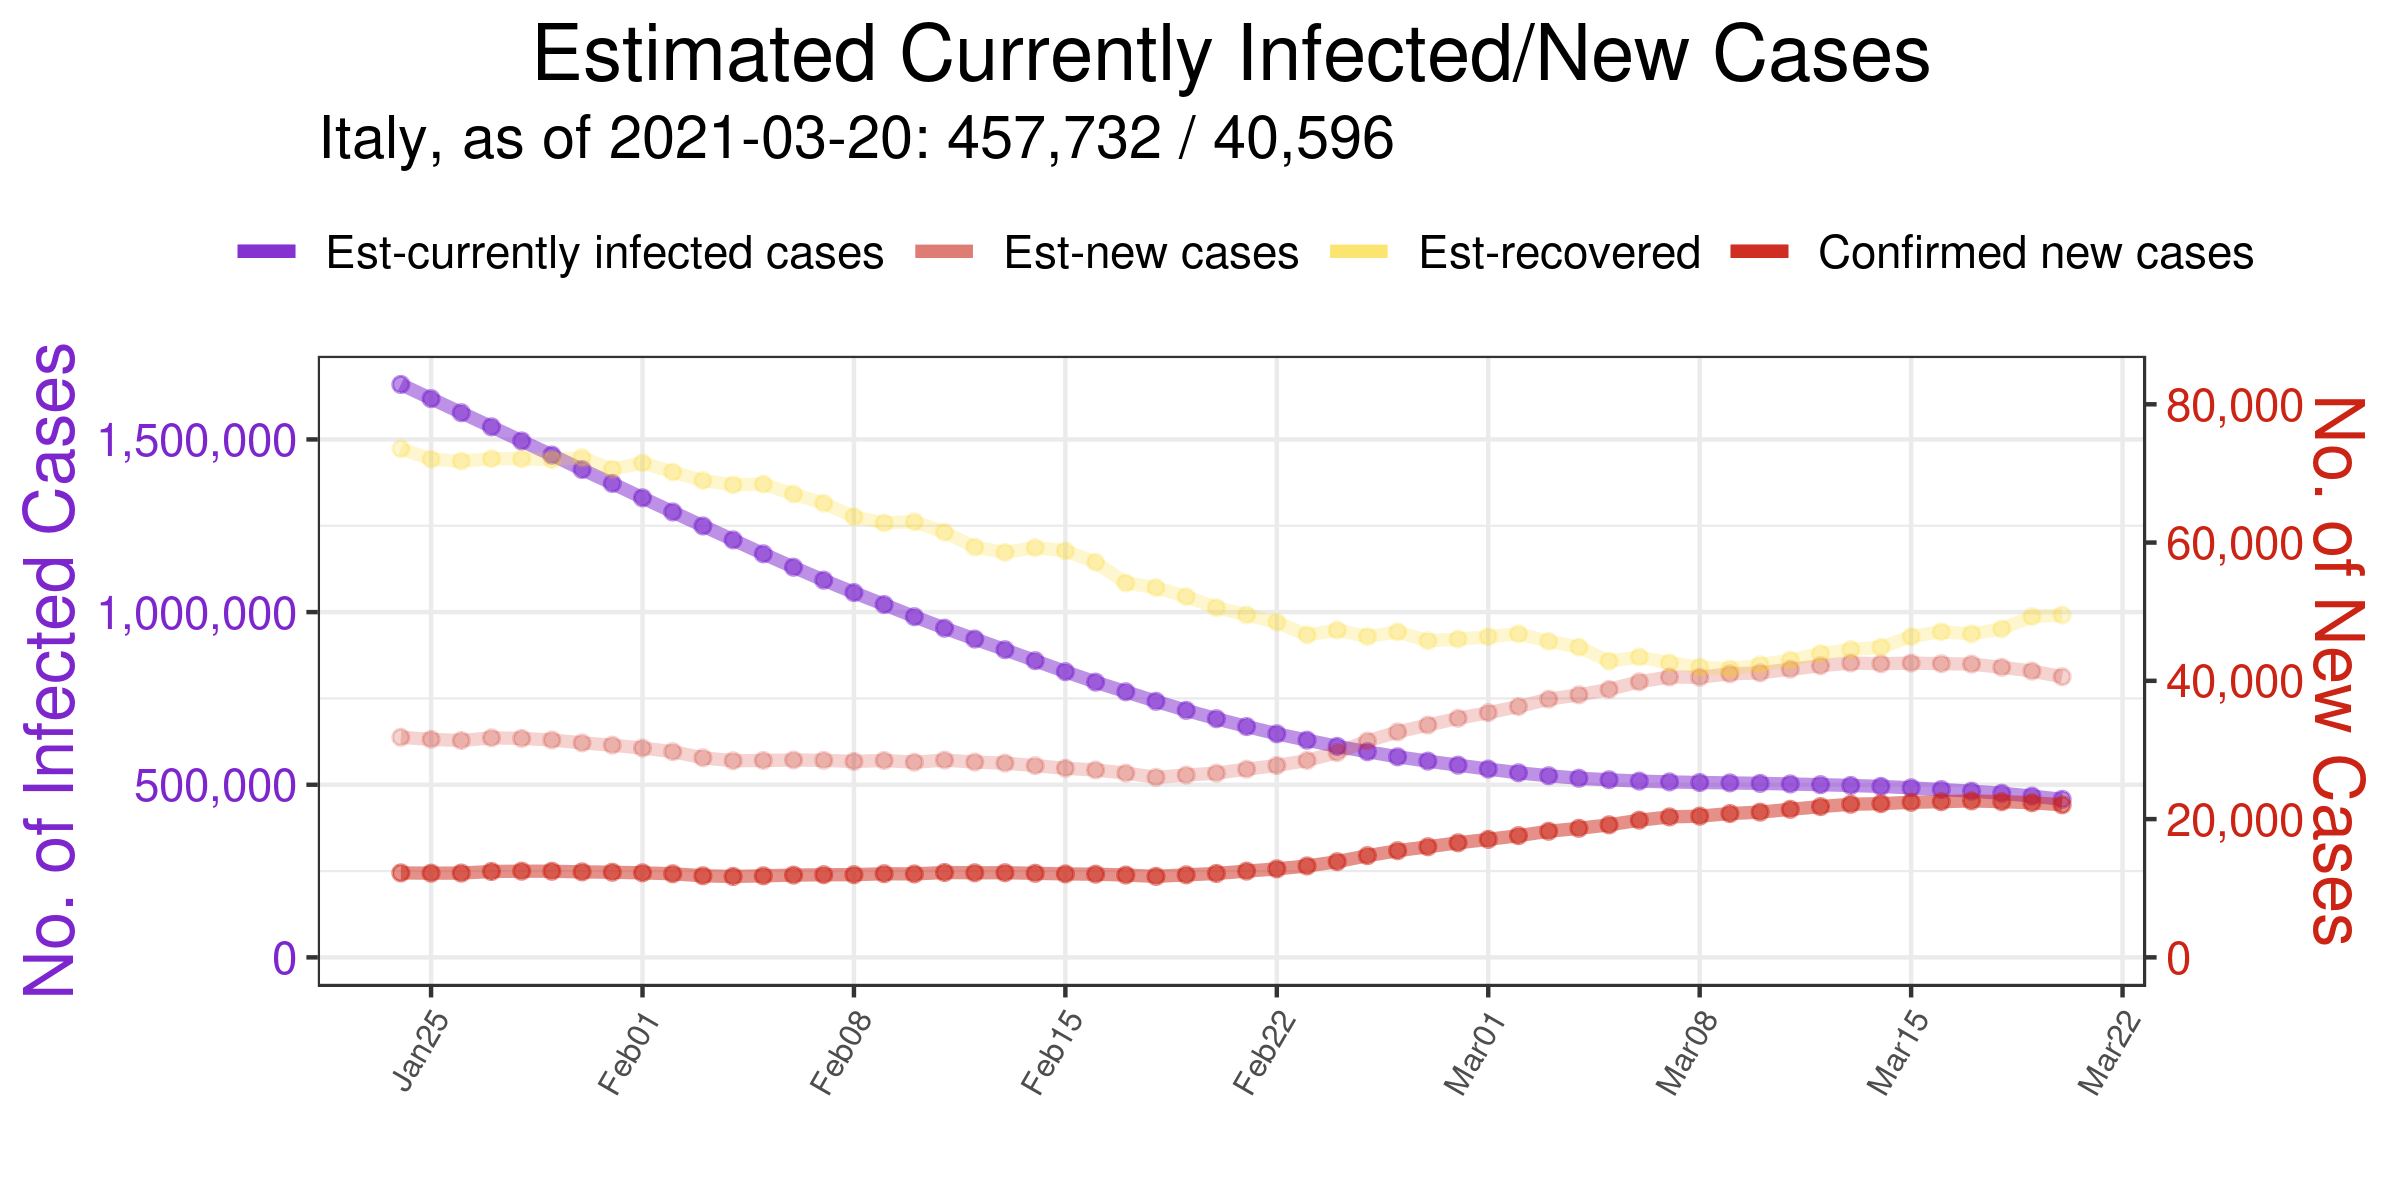 Estimated Currently Infected/New Cases
Italy, as of 2021-03-20: 457,732 / 40,596
Est-currently infected cases Est-new cases Est-recovered Confirmed new cases
No. of Infected Cases
1,500,000
1,000,000
500,000
0
80,000
60,000
40,000
20,000
0
No. of New Cases
Jan25 Feb01 Feb08 Feb15 Feb22 Mar01 Mar08 Mar15 Mar22